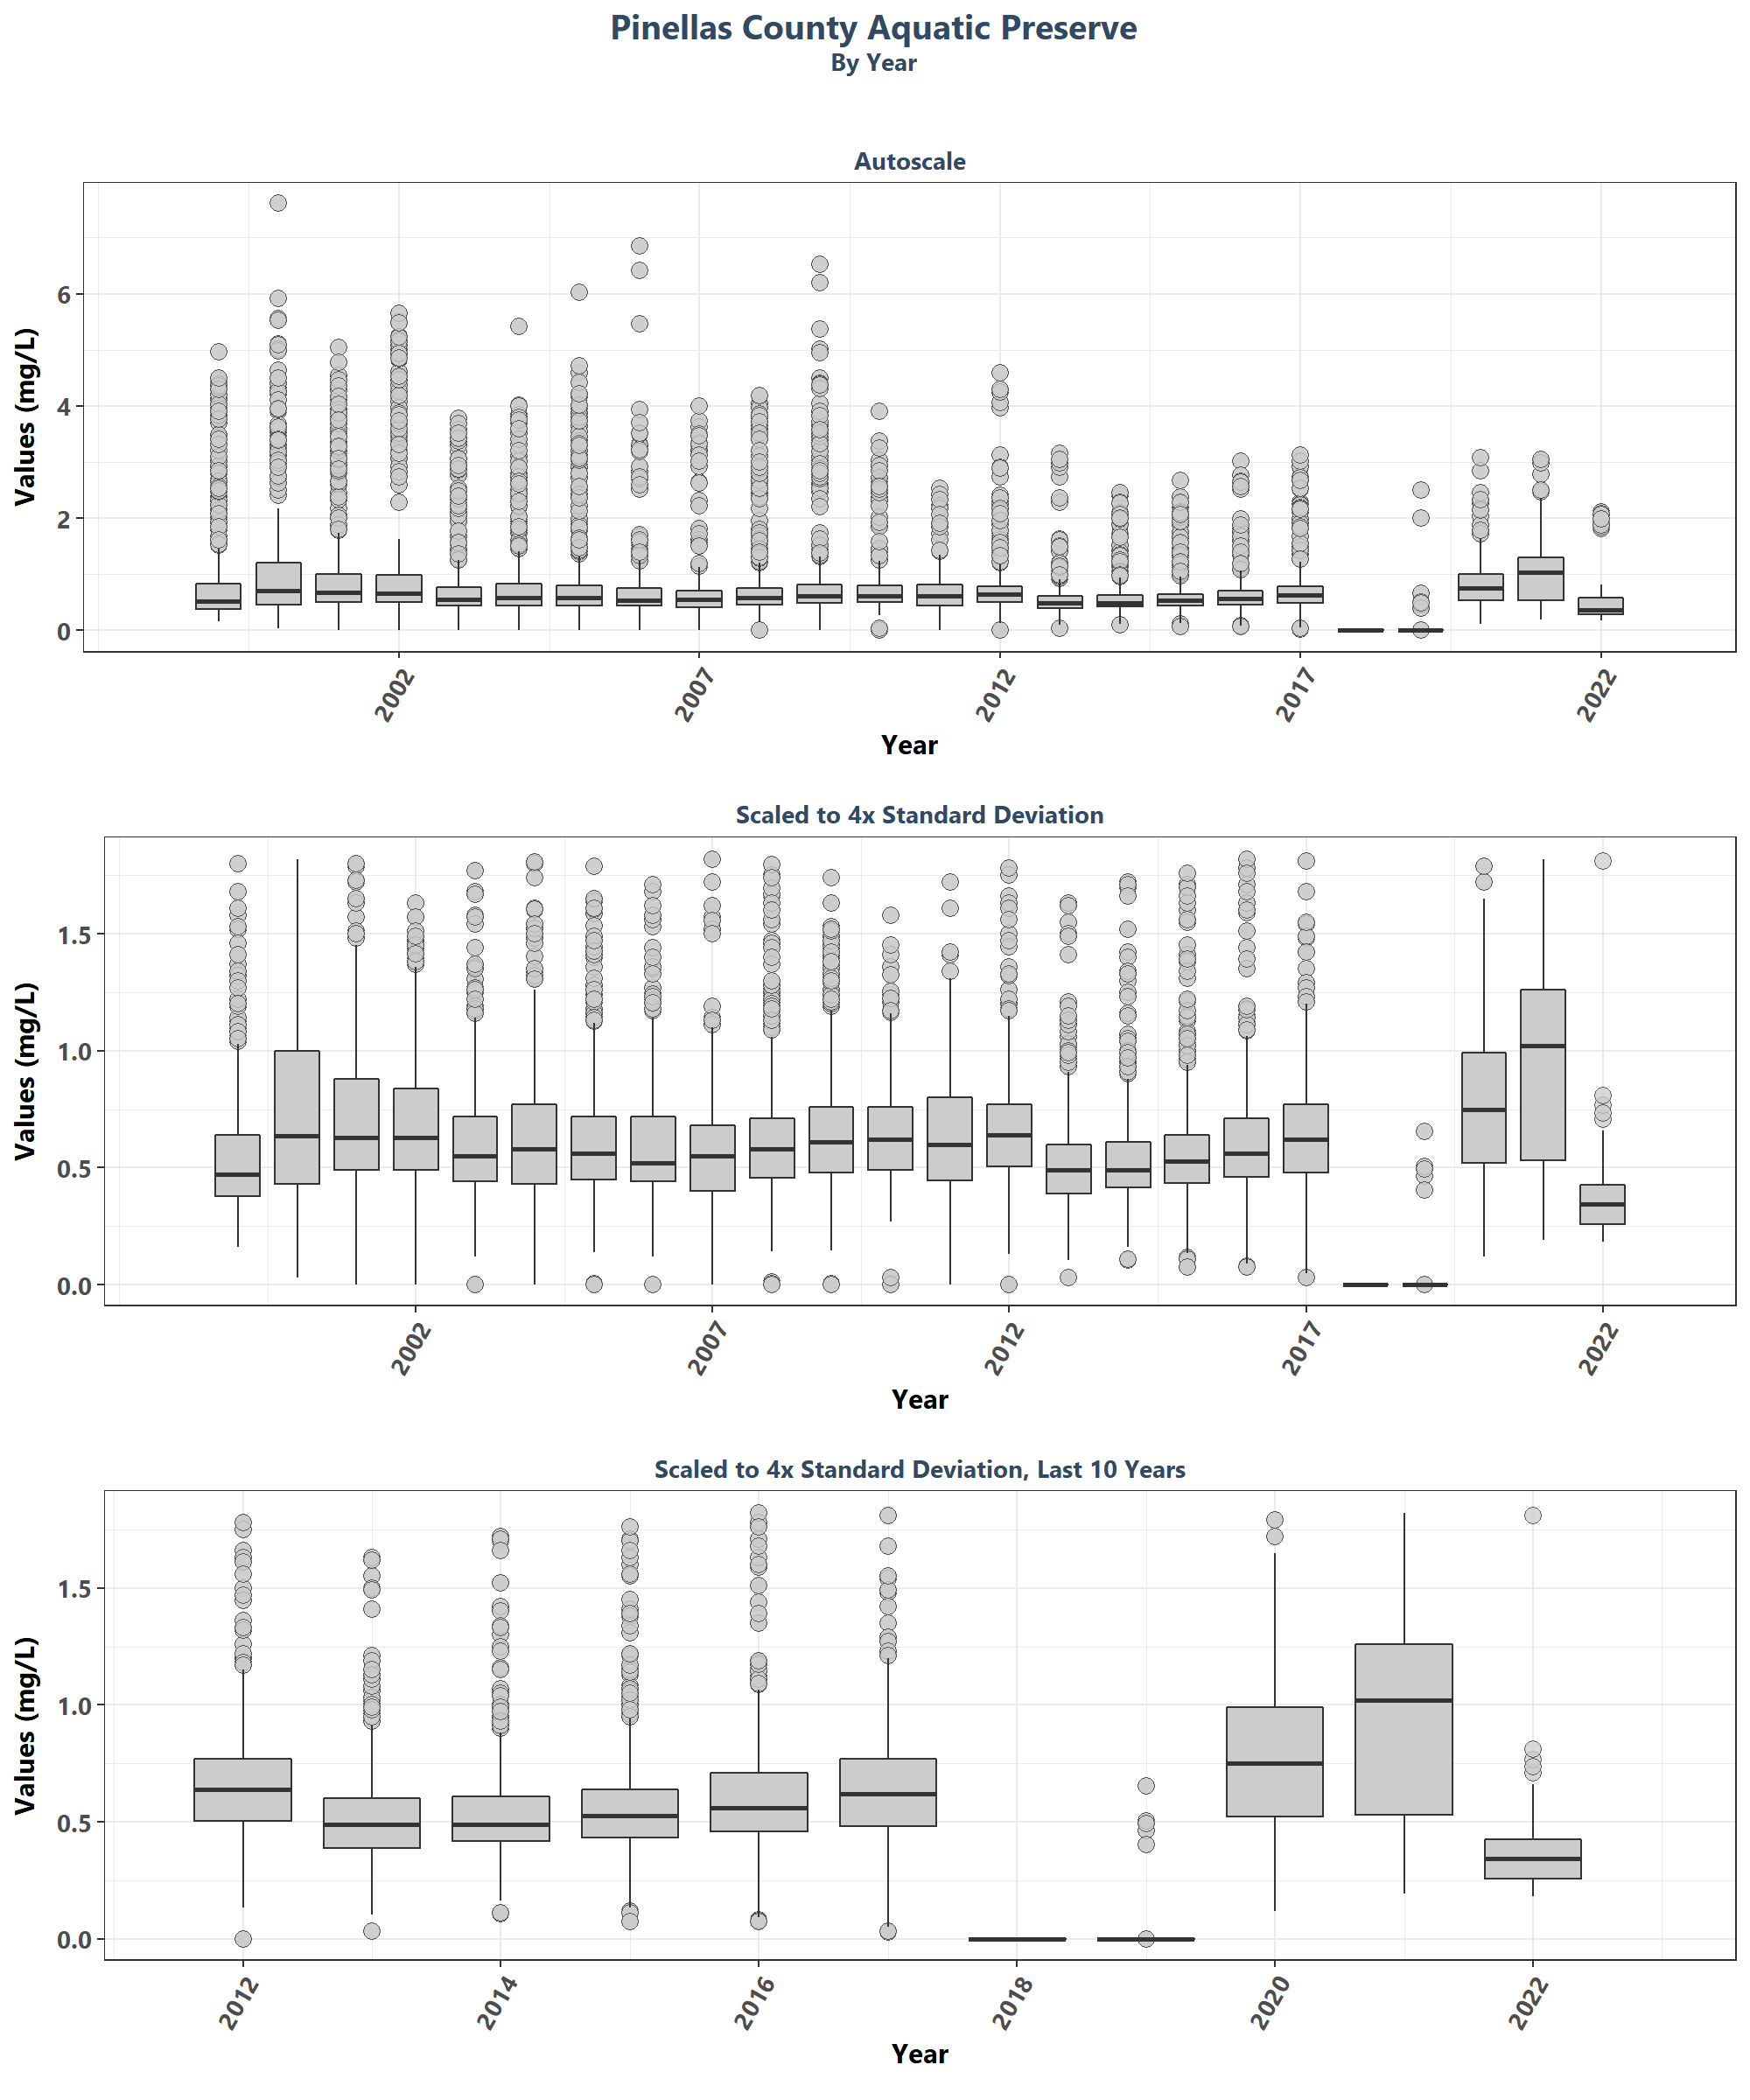 Pinellas County Aquatic Preserve
By Year
Autoscale
Values (mg/L)
6
4
2
0
2002 2007 2012 2017 2022
Year
Scaled to 4x Standard Deviation
Values (mg/L)
1.5
1.0
0.5
0.0
2002 2007 2012 2017 2022
Year
Scaled to 4x Standard Deviation, Last 10 Years
Values (mg/L)
1.5
1.0
0.5
0.0
2012 2014 2016 2018 2020 2022
Year